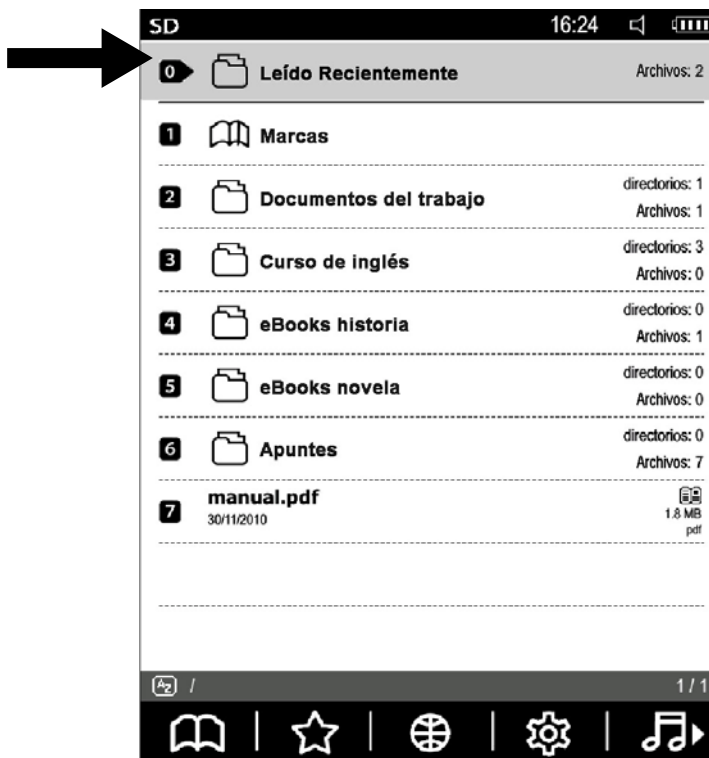 SD 16:24
0 Leído Recientemente Archivos: 2
1 Marcas
2 Documentos del trabajo directorios: 1
Archivos: 1
3 Curso de inglés directorios: 3
Archivos: 0
4 eBooks historia directorios: 0
Archivos: 1
5 eBooks novela directorios: 0
Archivos: 0
6 Apuntes directorios: 0
Archivos: 7
7 manual.pdf
30/11/2010 1.8 MB
pdf
AZ / 1/1